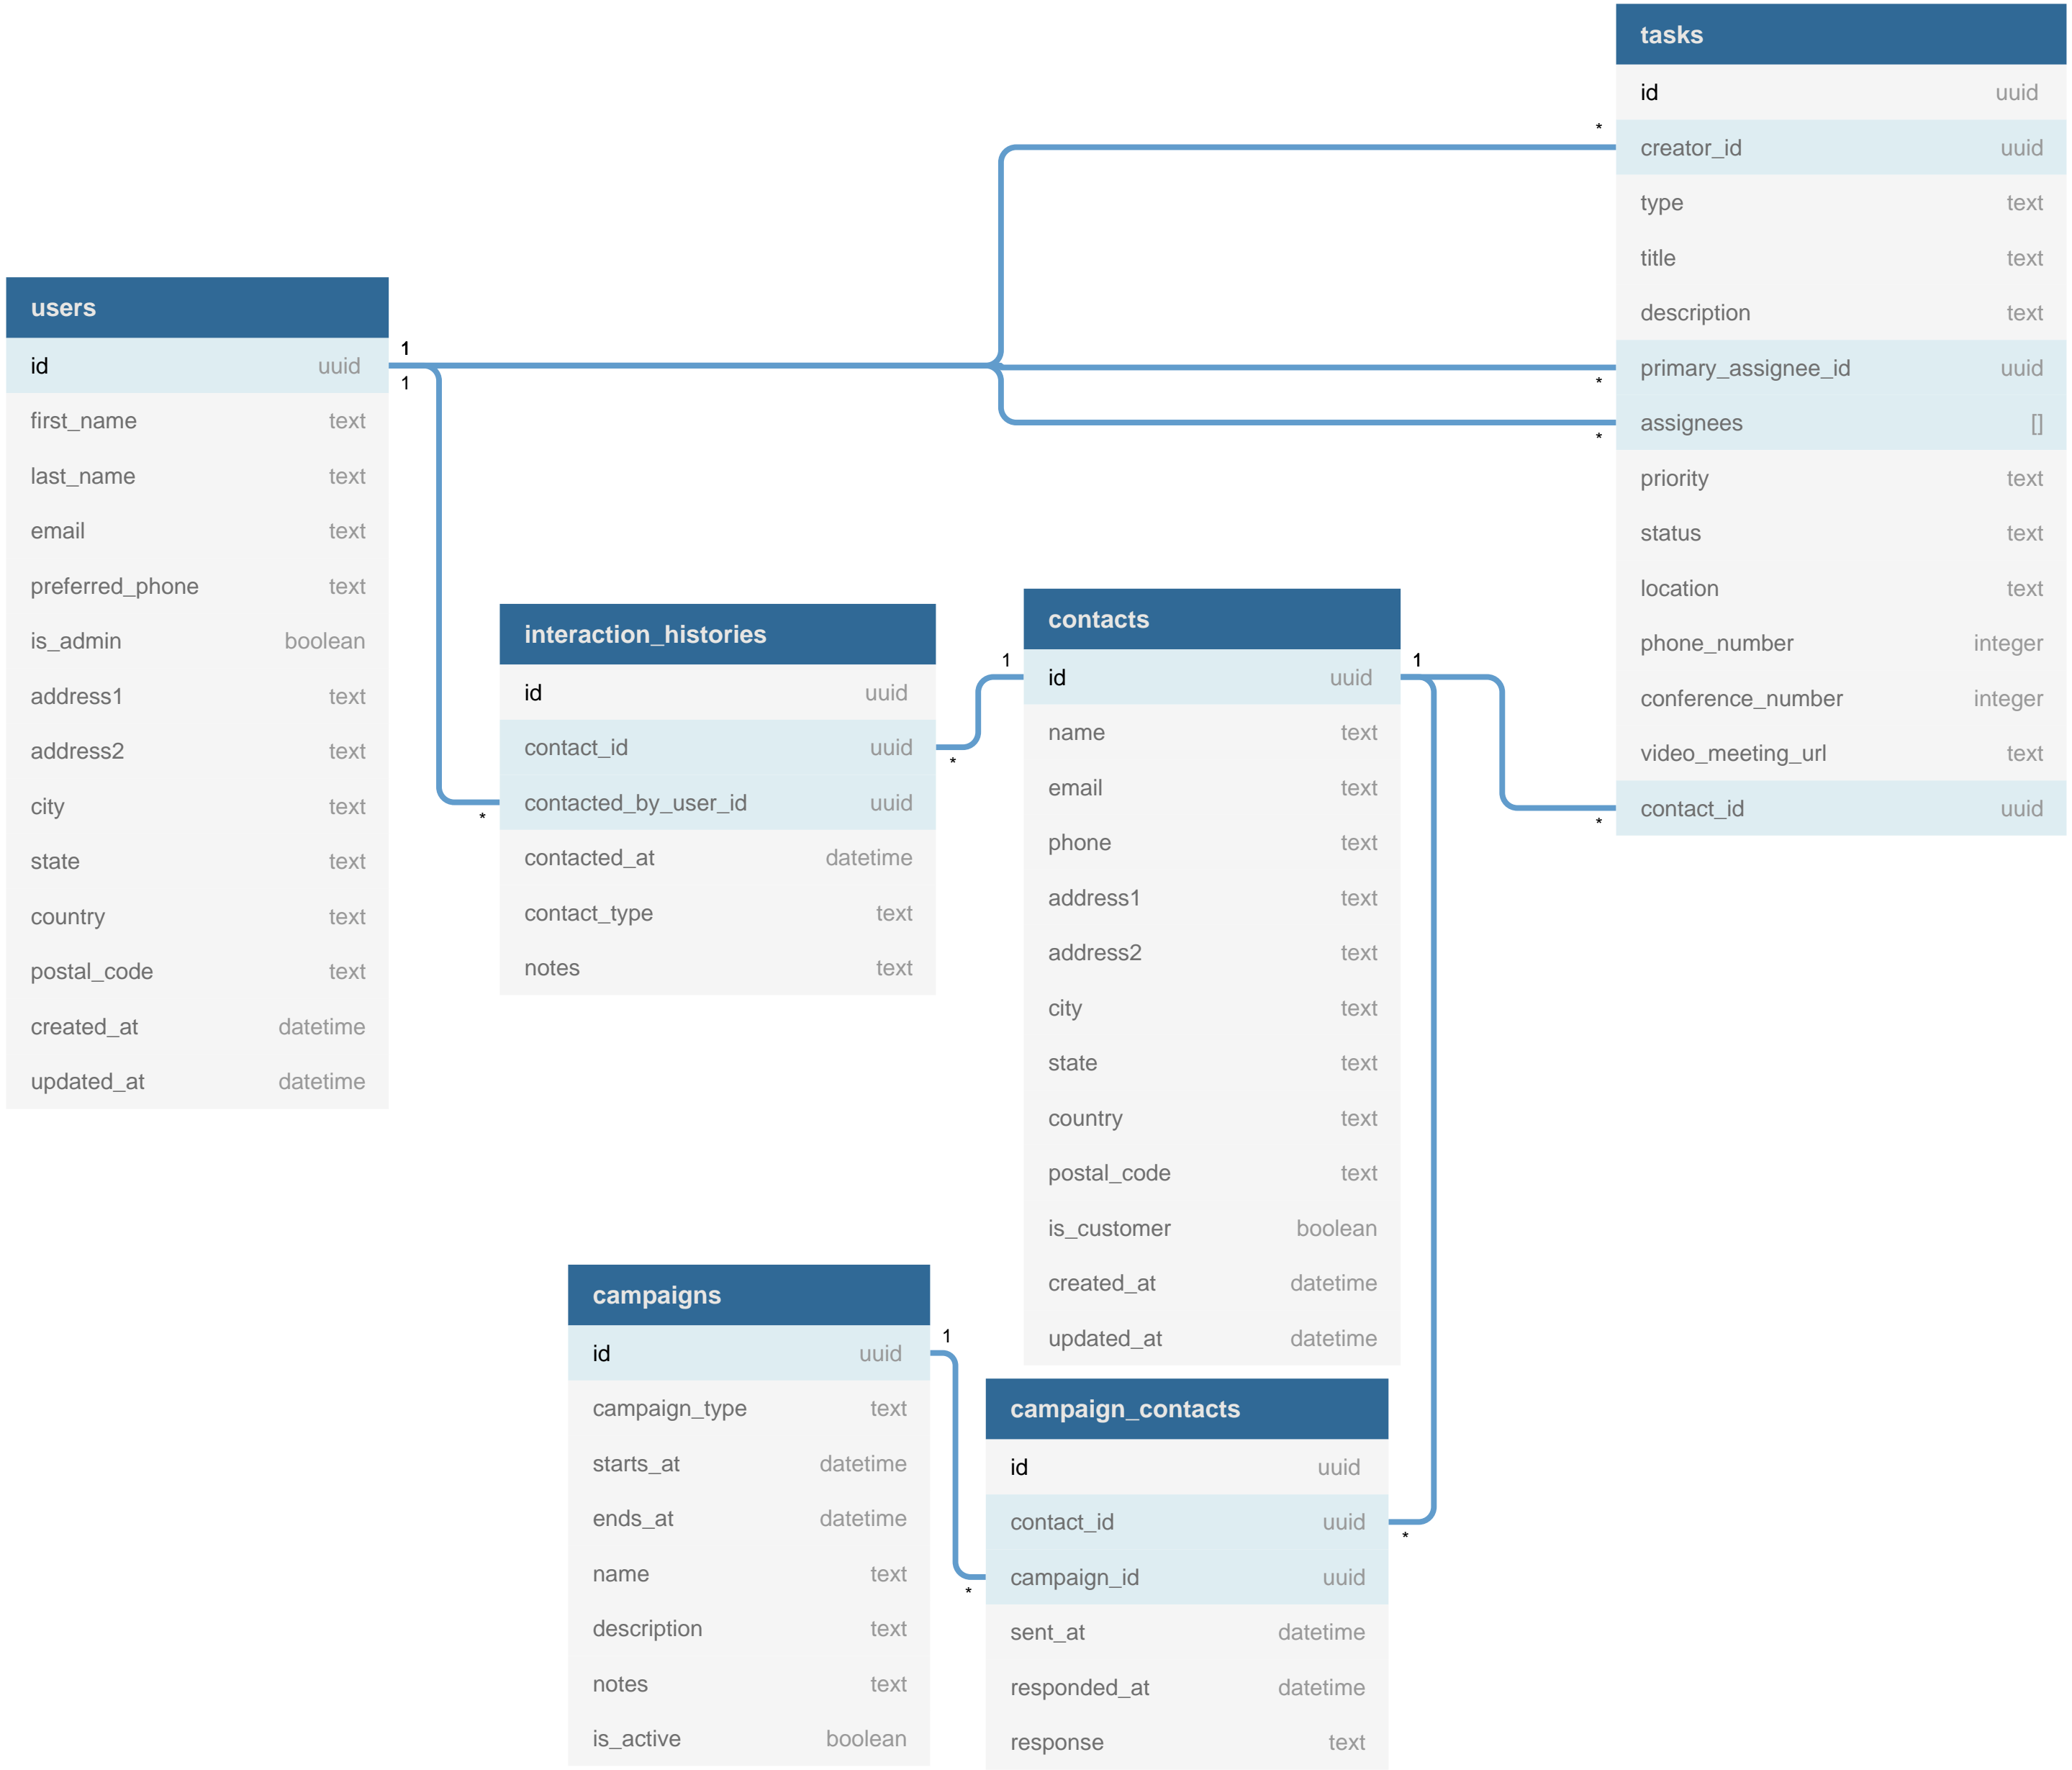 tasks
id uuid
creator_id uuid
type text
title text
description text
primary_assignee_id uuid
assignees []
priority text
status text
location text
phone_number integer
conference_number integer
video_meeting_url text
contact_id uuid
*
*
*
*
users
id uuid
first_name text
last_name text
email text
preferred_phone text
is_admin boolean
address1 text
address2 text
city text
state text
country text
postal_code text
created_at datetime
updated_at datetime
1
1
interaction_histories
id uuid
contact_id uuid
contacted_by_user_id uuid
contacted_at datetime
contact_type text
notes text
*
*
contacts
id uuid
name text
email text
phone text
address1 text
address2 text
city text
state text
country text
postal_code text
is_customer boolean
created_at datetime
updated_at datetime
1
1
campaigns
id uuid
campaign_type text
starts_at datetime
ends_at datetime
name text
description text
notes text
is_active boolean
1
campaign_contacts
id uuid
contact_id uuid
campaign_id uuid
sent_at datetime
responded_at datetime
response text
*
*